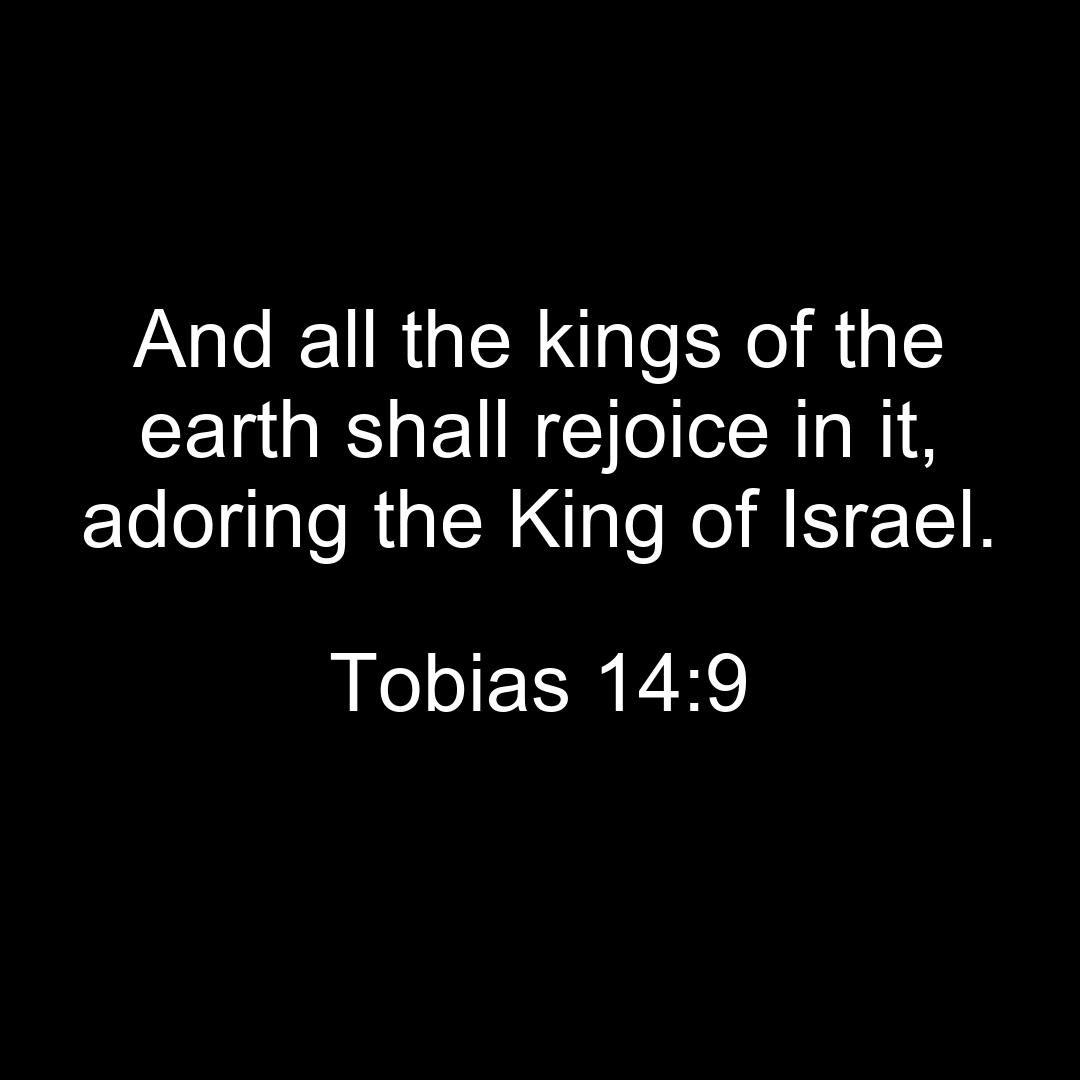 And all the kings of the
earth shall rejoice in it,
adoring the King of Israel.
Tobias 14:9